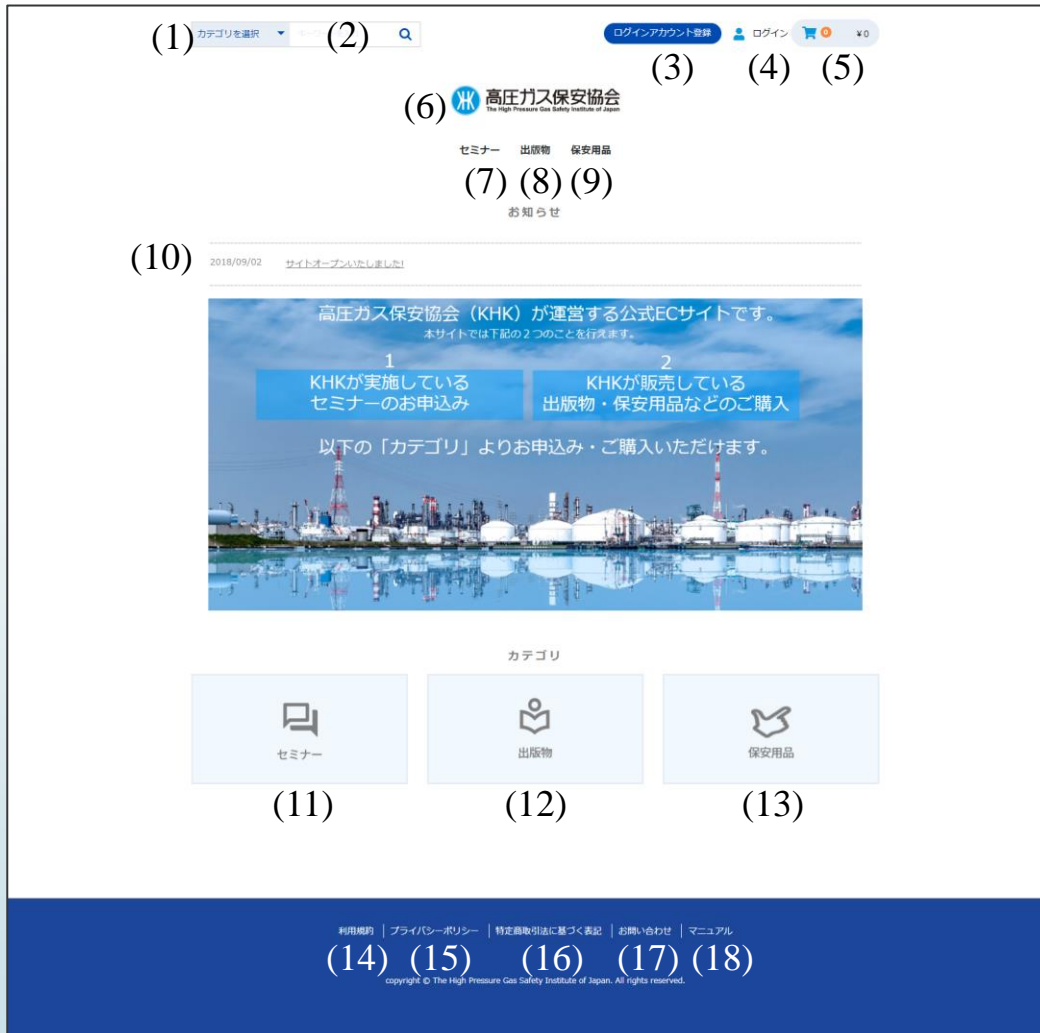 (1) カテゴリを選択 (2) ログインアカウント登録 ログイン 0 ¥0
(3) (4) (5)
(6) 高圧ガス保安協会
The High Pressure Gas Safety Institute of Japan
セミナー 出版物 保安用品
(7) (8) (9)
お知らせ
(10) 2018/09/02 サイトオープンいたしました!
高圧ガス保安協会（KHK）が運営する公式ECサイトです。
本サイトでは下記の２つのことを行えます。
1 2
KHKが実施している KHKが販売している
セミナーのお申込み 出版物・保安用品などのご購入
以下の「カテゴリ」よりお申込み・ご購入いただけます。
カテゴリ
セミナー 出版物 保安用品
(11) (12) (13)
利用規約 プライバシーポリシー 特定商取引法に基づく表記 お問い合わせ マニュアル
(14) (15) (16) (17) (18)
copyright © The High Pressure Gas Safety Institute of Japan. All rights reserved.